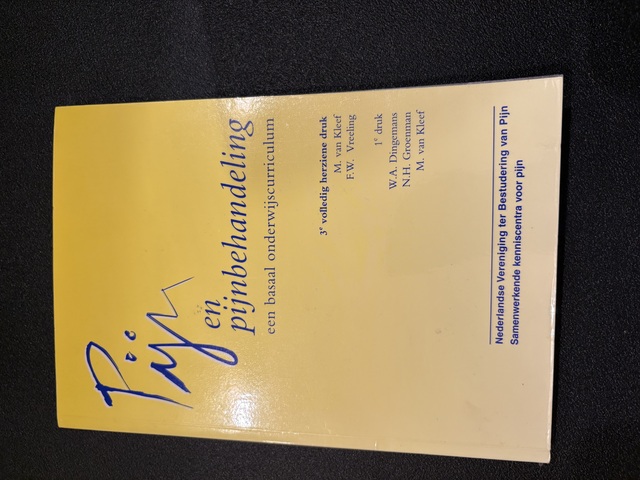 Pijn
en
pijnbehandeling
een basaal onderwijscurriculum
3e volledig herziene druk
M. van Kleef
F.W. Vreeling
1e druk
W.A. Dingemans
N.H. Groenman
M. van Kleef
Nederlandse Vereniging ter Bestudering van Pijn
Samenwerkende kenniscentra voor pijn